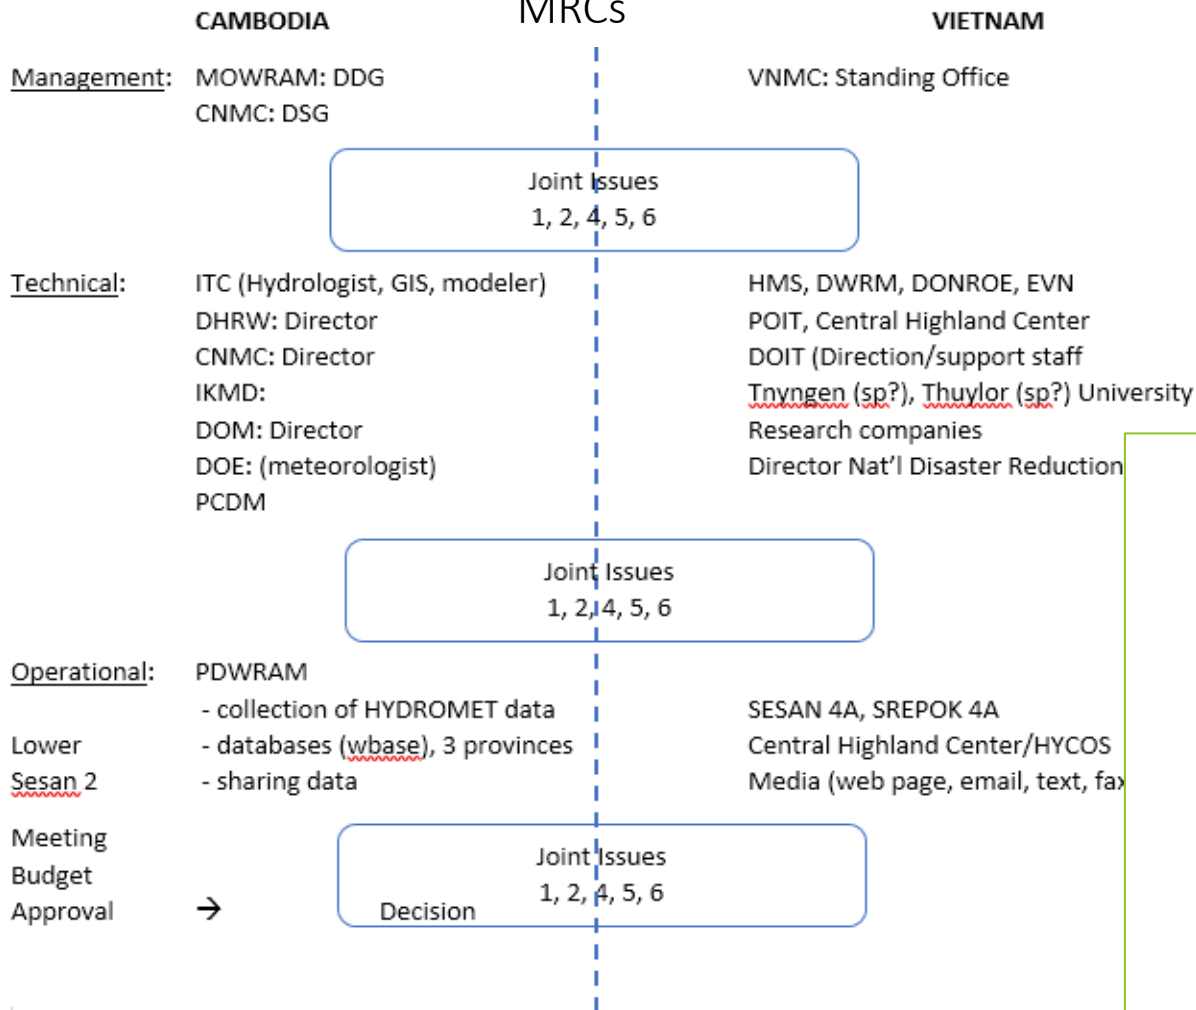 MRCs
CAMBODIA VIETNAM
Management: MOWRAM: DDG VNMC: Standing Office
CNMC: DSG
Joint Issues
1, 2, 4, 5, 6
Technical: ITC (Hydrologist, GIS, modeler) HMS, DWRM, DONROE, EVN
DHRW: Director POIT, Central Highland Center
CNMC: Director DOIT (Direction/support staff
IKMD: Tnyngen (sp?), Thuylor (sp?) University
DOM: Director Research companies
DOE: (meteorologist) Director Nat'l Disaster Reduction
PCDM
Joint Issues
1, 2, 4, 5, 6
Operational: PDWRAM
- collection of HYDROMET data SESAN 4A, SREPOK 4A
Lower - databases (wbase), 3 provinces Central Highland Center/HYCOS
Sesan 2 - sharing data Media (web page, email, text, fax
Meeting
Joint Issues
Budget
1, 2, 4, 5, 6
Approval → Decision